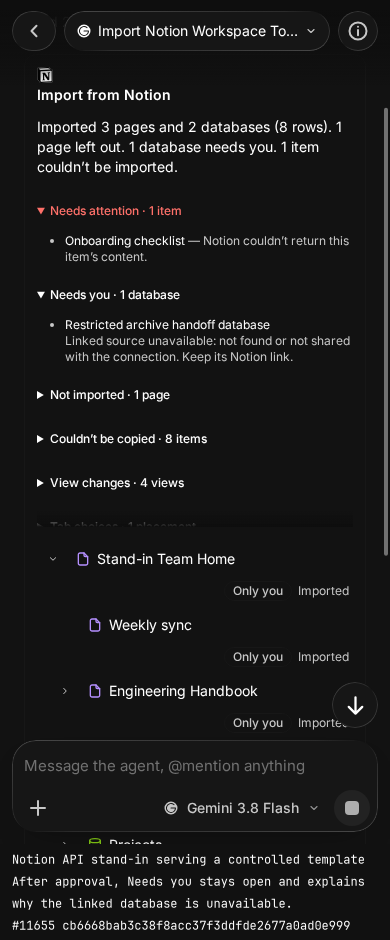 Import Notion Workspace To...
Import from Notion
Imported 3 pages and 2 databases (8 rows). 1
page left out. 1 database needs you. 1 item
couldn’t be imported.
Needs attention · 1 item
Onboarding checklist — Notion couldn’t return this
item’s content.
Needs you · 1 database
Restricted archive handoff database
Linked source unavailable: not found or not shared
with the connection. Keep its Notion link.
Not imported · 1 page
Couldn’t be copied · 8 items
View changes · 4 views
Tab choices · 1 placement
Stand-in Team Home
Only you Imported
Weekly sync
Only you Imported
Engineering Handbook
Only you Imported
Message the agent, @mention anything
Gemini 3.8 Flash
Projects
Notion API stand-in serving a controlled template
After approval, Needs you stays open and explains
why the linked database is unavailable.
#11655 cb6668bab3c38f8acc37f3ddfde2677a0ad0e999